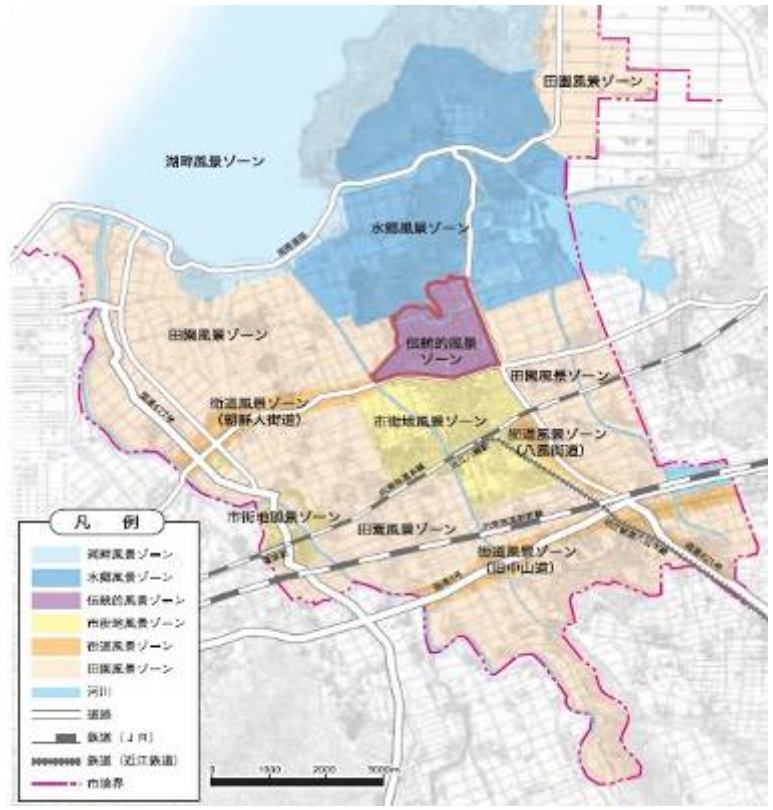 田園風景ゾーン
湖畔風景ゾーン
水郷風景ゾーン
田園風景ゾーン
伝統的風景
ゾーン
田園風景ゾーン
街道風景ゾーン
(朝鮮人街道)
市街地風景ゾーン
街道風景ゾーン
(八風街道)
市街地風景ゾーン
田園風景ゾーン
街道風景ゾーン
(旧中山道)
凡 例
湖畔風景ゾーン
水郷風景ゾーン
伝統的風景ゾーン
市街地風景ゾーン
街道風景ゾーン
田園風景ゾーン
河川
道路
鉄道(JR)
鉄道(近江鉄道)
市境界
0 1000 2000 3000m